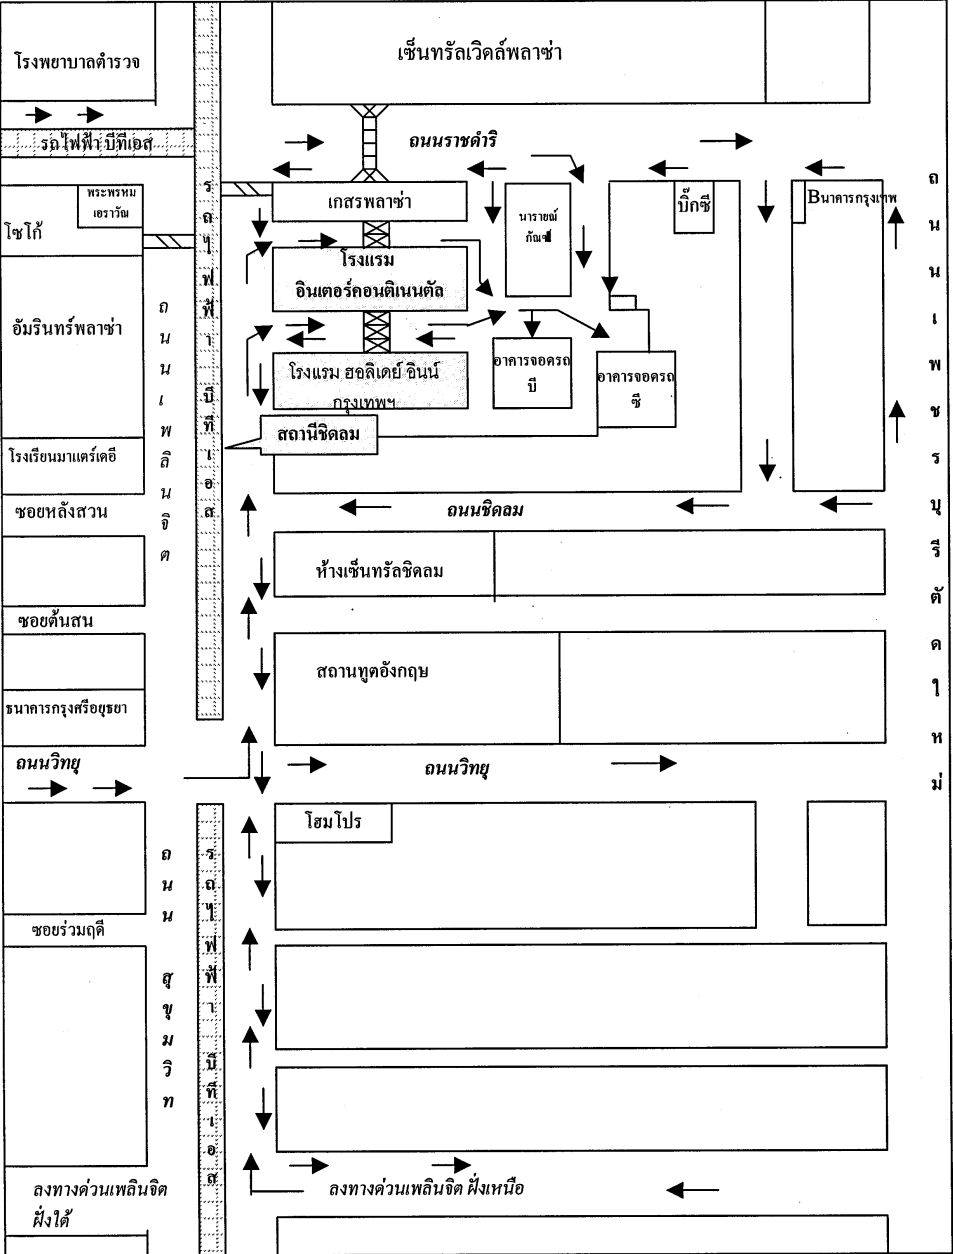 โรงพยาบาลตำรวจ
เซ็นทรัลเวิคล์พลาซ่า
รถไฟฟ้า บีทีเอส
ถนนราชดำริ
พระพรหม
เอราวัณ
โซโก้
เกสรพลาซ่า
นารายณ์
กัณฑ์
บิ๊กซี
Bนาคารกรุงเทพ
โรงแรม
อินเตอร์คอนติเนนตัล
อัมรินทร์พลาซ่า
โรงแรม ฮอลิเดย์ อินน์
กรุงเทพฯ
อาคารจอดรถ
บี
อาคารจอดรถ
ซี
สถานีชิดลม
โรงเรียนมาแตร์เดอี
ซอยหลังสวน
ถนนเพลินจิต
รถไฟฟ้า บีทีเอส
ถนนเพชรบุรีตัดใหม่
ถนนชิดลม
ห้างเซ็นทรัลชิดลม
ซอยต้นสน
สถานทูตอังกฤษ
ธนาคารกรุงศรีอยุธยา
ถนนวิทยุ
ถนนวิทยุ
โฮมโปร
ซอยร่วมฤดี
ถนน สุขุมวิท
รถไฟฟ้า บีทีเอส
ลงทางด่วนเพลินจิต
ฝั่งใต้
ลงทางด่วนเพลินจิต ฝั่งเหนือ